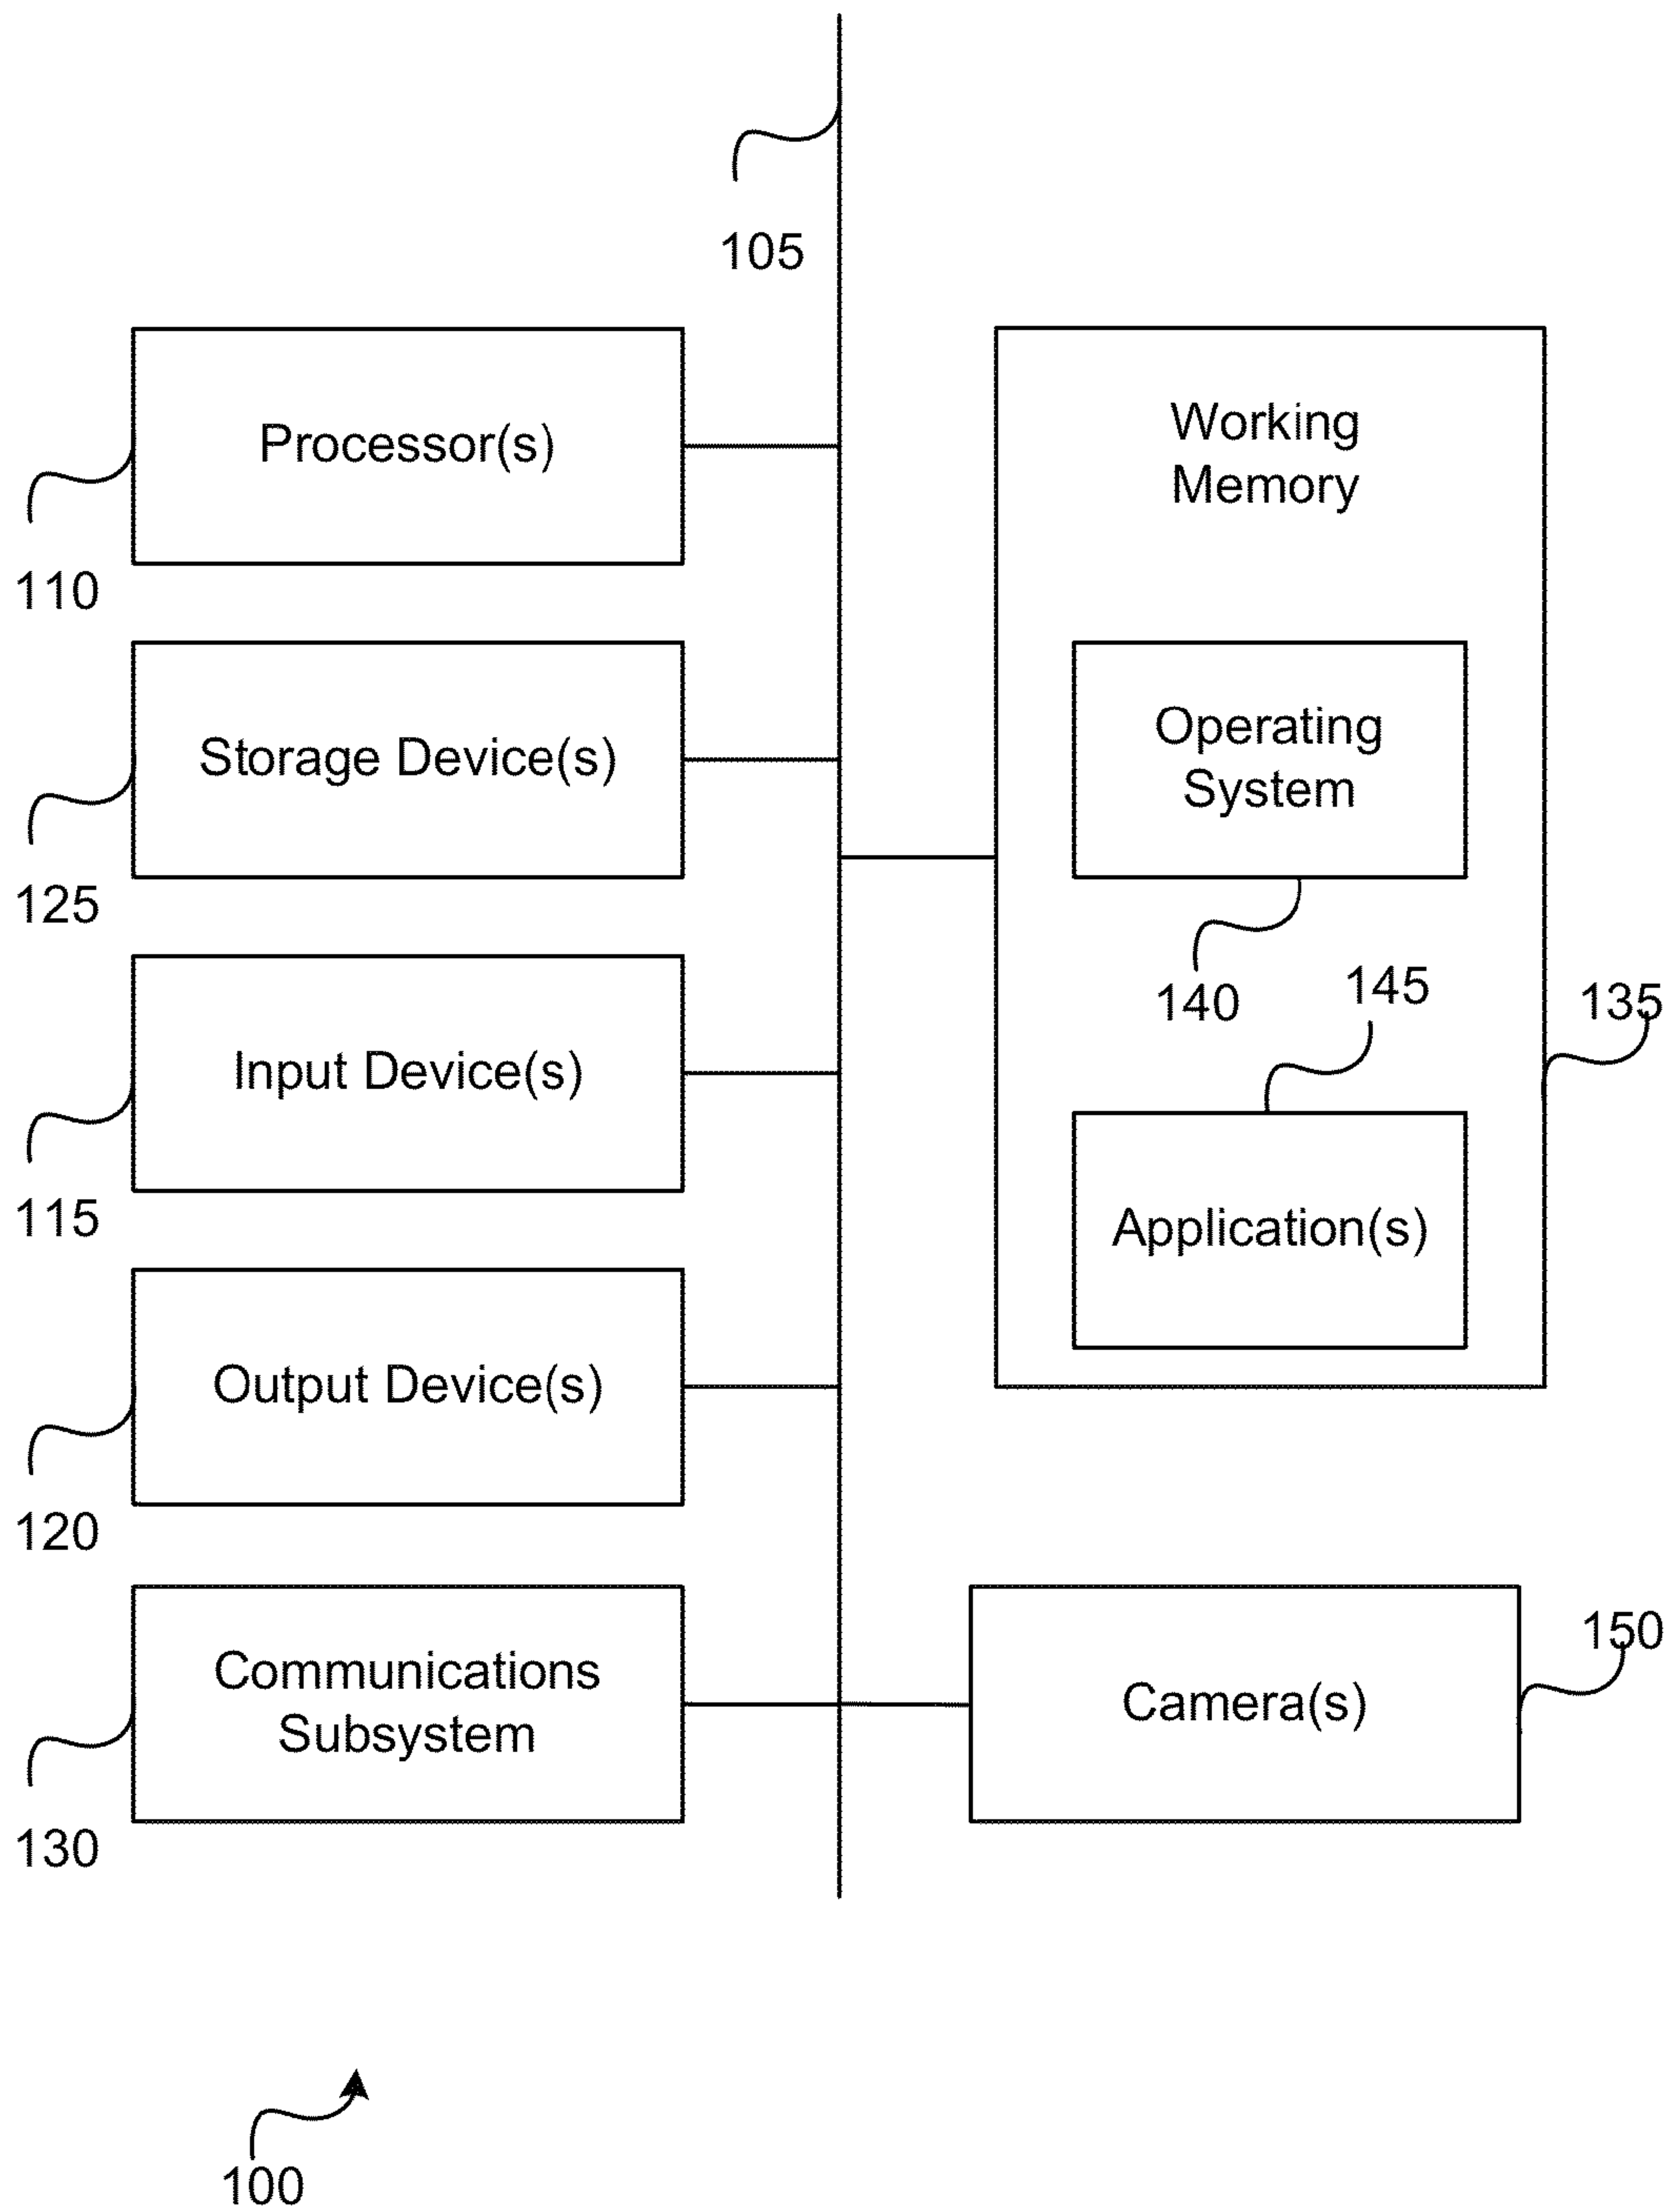 105
Processor(s)
110
Storage Device(s)
125
Input Device(s)
115
Output Device(s)
120
Communications
Subsystem
130
Working
Memory
Operating
System
140
145
135
Application(s)
Camera(s)
150
100